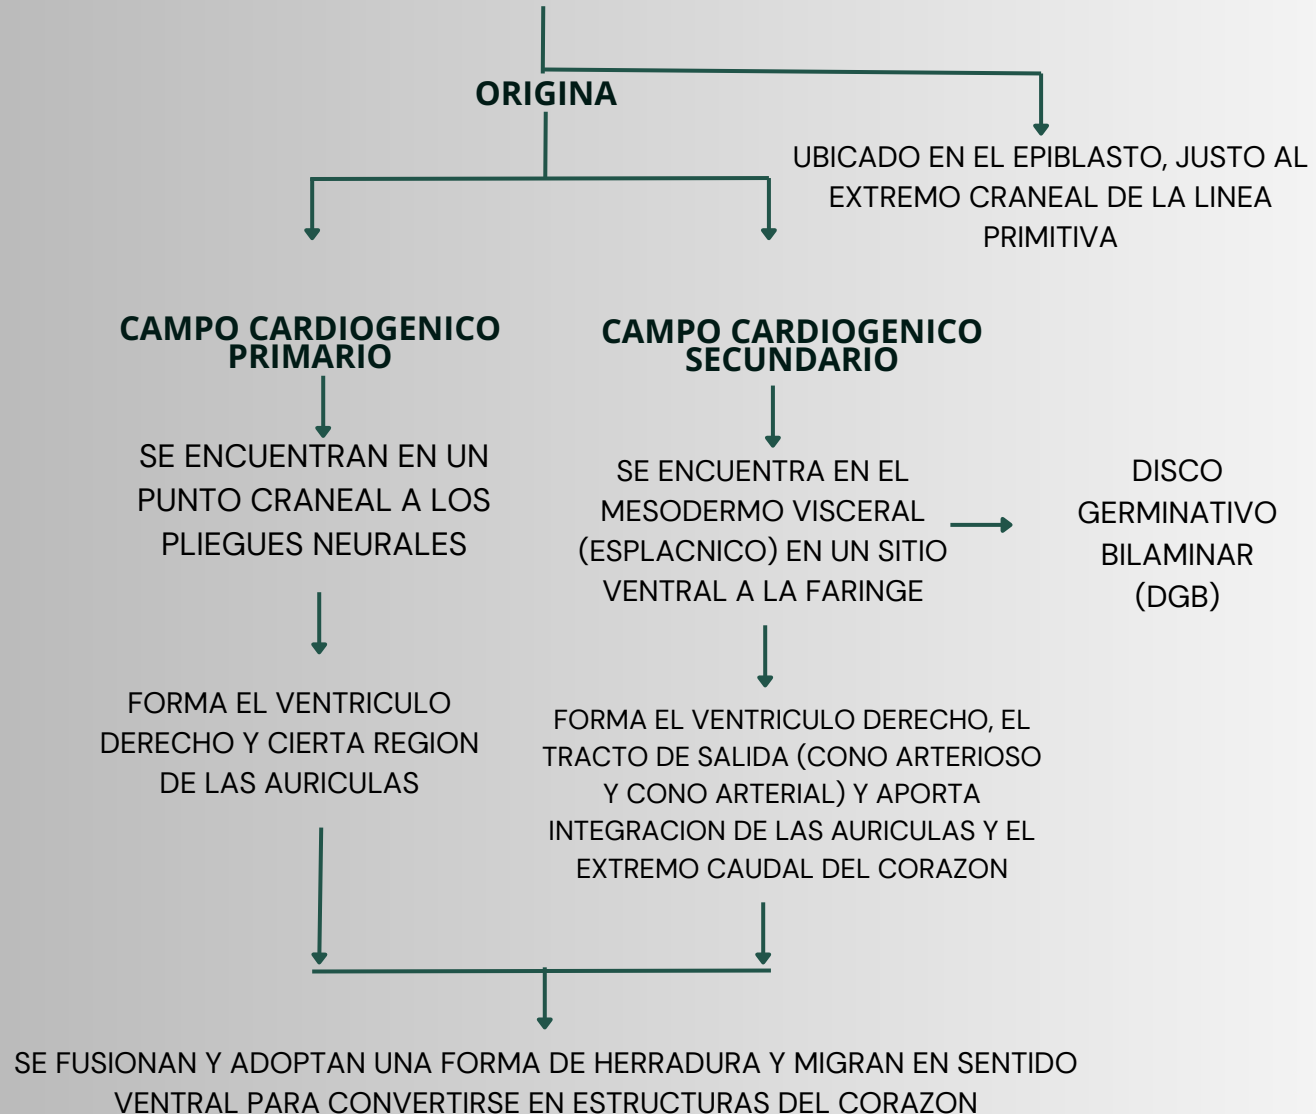 ORIGINA
UBICADO EN EL EPIBLASTO, JUSTO AL
EXTREMO CRANEAL DE LA LINEA
PRIMITIVA
CAMPO CARDIOGENICO
PRIMARIO
SE ENCUENTRAN EN UN
PUNTO CRANEAL A LOS
PLIEGUES NEURALES
FORMA EL VENTRICULO
DERECHO Y CIERTA REGION
DE LAS AURICULAS
CAMPO CARDIOGENICO
SECUNDARIO
SE ENCUENTRA EN EL
MESODERMO VISCERAL
(ESPLACNICO) EN UN SITIO
VENTRAL A LA FARINGE
DISCO
GERMINATIVO
BILAMINAR
(DGB)
FORMA EL VENTRICULO DERECHO, EL
TRACTO DE SALIDA (CONO ARTERIOSO
Y CONO ARTERIAL) Y APORTA
INTEGRACION DE LAS AURICULAS Y EL
EXTREMO CAUDAL DEL CORAZON
SE FUSIONAN Y ADOPTAN UNA FORMA DE HERRADURA Y MIGRAN EN SENTIDO
VENTRAL PARA CONVERTIRSE EN ESTRUCTURAS DEL CORAZON